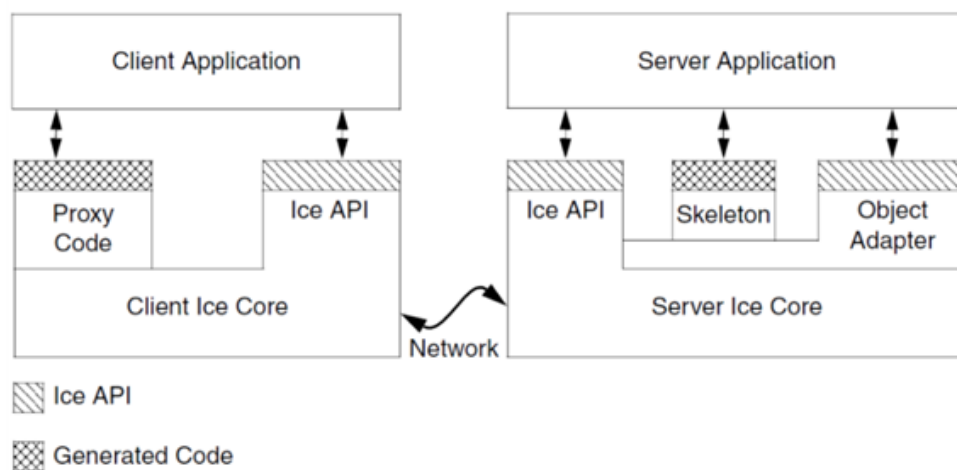 Client Application
Server Application
Proxy
Code
Ice API
Ice API
Skeleton
Object
Adapter
Client Ice Core
Network
Server Ice Core
Ice API
Generated Code